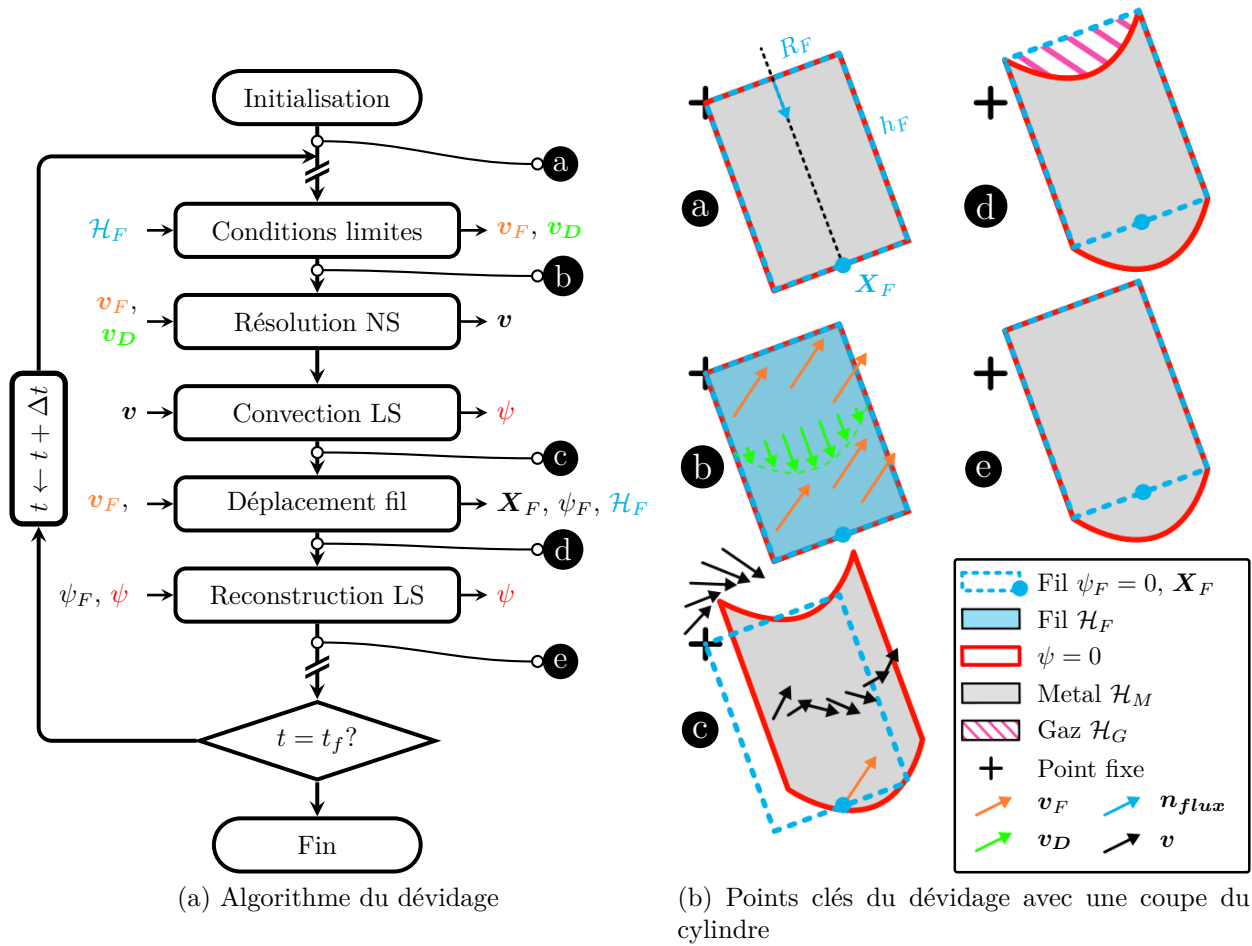 Initialisation
a
ℋ_F
Conditions limites
v_F, v_D
b
v_F,
v_D
Résolution NS
v
v
Convection LS
ψ
c
v_F,
Déplacement fil
X_F, ψ_F, ℋ_F
d
ψ_F, ψ
Reconstruction LS
ψ
e
t ← t + Δt
t = t_f?
Fin
(a) Algorithme du dévidage
R_F
h_F
a
X_F
b
c
d
e
Fil ψ_F = 0, X_F
Fil ℋ_F
ψ = 0
Metal ℋ_M
Gaz ℋ_G
Point fixe
v_F
n_flux
v_D
v
(b) Points clés du dévidage avec une coupe du
cylindre